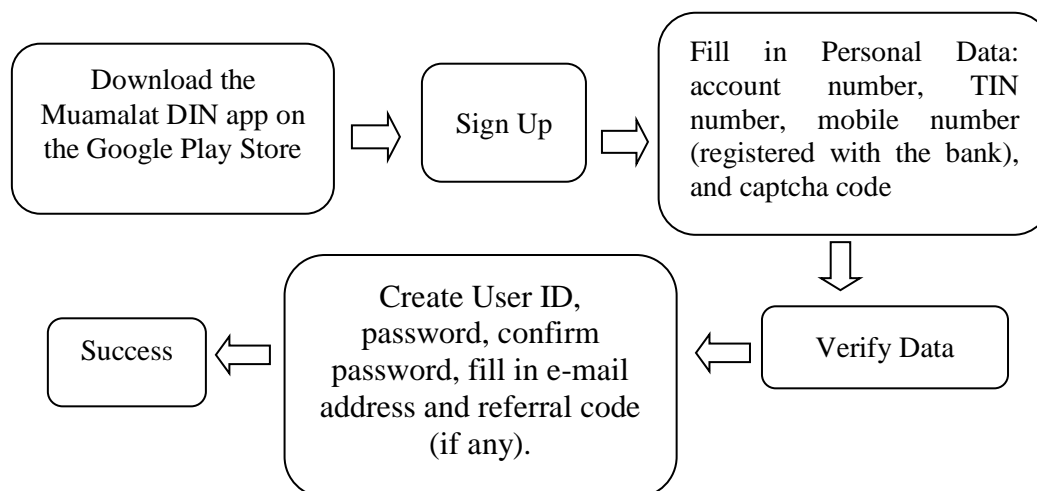 Download the
Muamalat DIN app on
the Google Play Store
Sign Up
Fill in Personal Data:
account number, TIN
number, mobile number
(registered with the bank),
and captcha code
Verify Data
Create User ID,
password, confirm
password, fill in e-mail
address and referral code
(if any).
Success